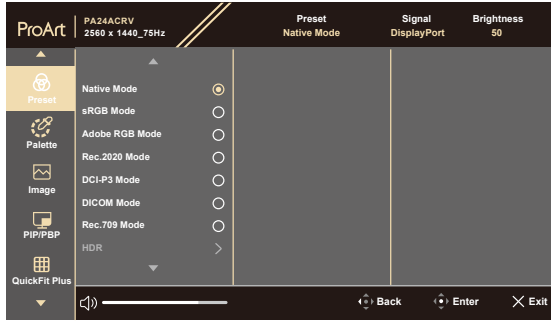 ProArt
PA24ACRV
2560 x 1440_75Hz
Preset
Native Mode
Signal
DisplayPort
Brightness
50
Preset
Palette
Image
PIP/PBP
QuickFit Plus
Native Mode
sRGB Mode
Adobe RGB Mode
Rec.2020 Mode
DCI-P3 Mode
DICOM Mode
Rec.709 Mode
HDR
Back
Enter
Exit